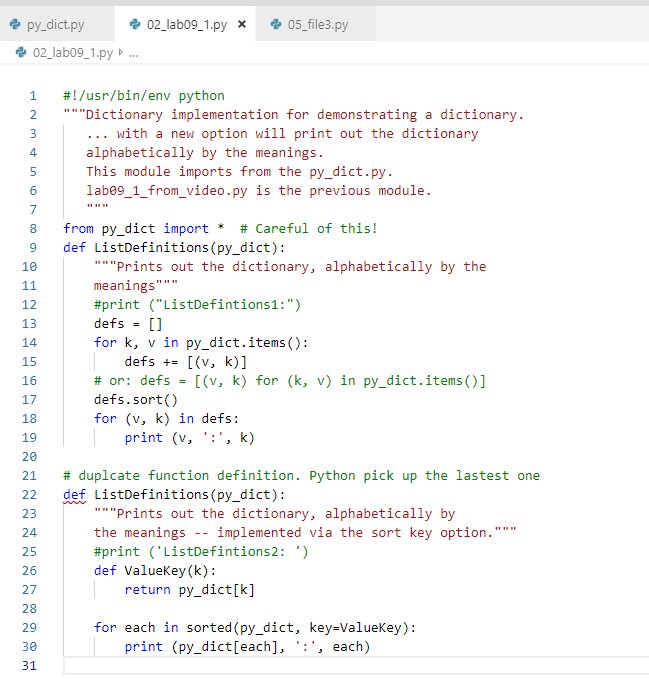 py_dict.py 02_lab09_1.py × 05_file3.py
02_lab09_1.py ▸ ...
1 #!/usr/bin/env python
2 """Dictionary implementation for demonstrating a dictionary.
3 ... with a new option will print out the dictionary
4 alphabetically by the meanings.
5 This module imports from the py_dict.py.
6 lab09_1_from_video.py is the previous module.
7 """
8 from py_dict import *  # Careful of this!
9 def ListDefinitions(py_dict):
10     """Prints out the dictionary, alphabetically by the
11     meanings"""
12     #print ("ListDefintions1:")
13     defs = []
14     for k, v in py_dict.items():
15         defs += [(v, k)]
16     # or: defs = [(v, k) for (k, v) in py_dict.items()]
17     defs.sort()
18     for (v, k) in defs:
19         print (v, ':', k)
20
21 # duplcate function definition. Python pick up the lastest one
22 def ListDefinitions(py_dict):
23     """Prints out the dictionary, alphabetically by
24     the meanings -- implemented via the sort key option."""
25     #print ('ListDefintions2: ')
26     def ValueKey(k):
27         return py_dict[k]
28
29     for each in sorted(py_dict, key=ValueKey):
30         print (py_dict[each], ':', each)
31